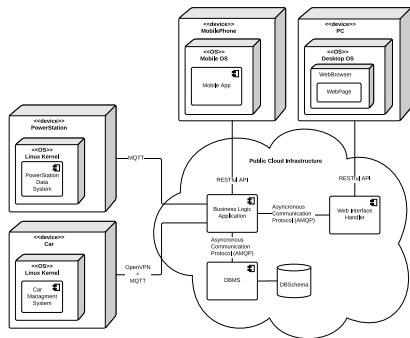 <<device>>
MobilePhone
<<OS>>
Mobile OS
Mobile App
<<device>>
PC
<<OS>>
Desktop OS
WebBrowser
WebPage
<<device>>
PowerStation
<<OS>>
Linux Kernel
PowerStation
Data
System
MQTT
RESTful API
Public Cloud Infrastructure
RESTful API
Business Logic
Application
Asyncronous
Communication
Protocol (AMQP)
Web Interface
Handler
<<device>>
Car
<<OS>>
Linux Kernel
Car
Managment
System
OpenVPN
+
MQTT
Asyncronous
Communication
Protocol (AMQP)
DBMS
DBSchema